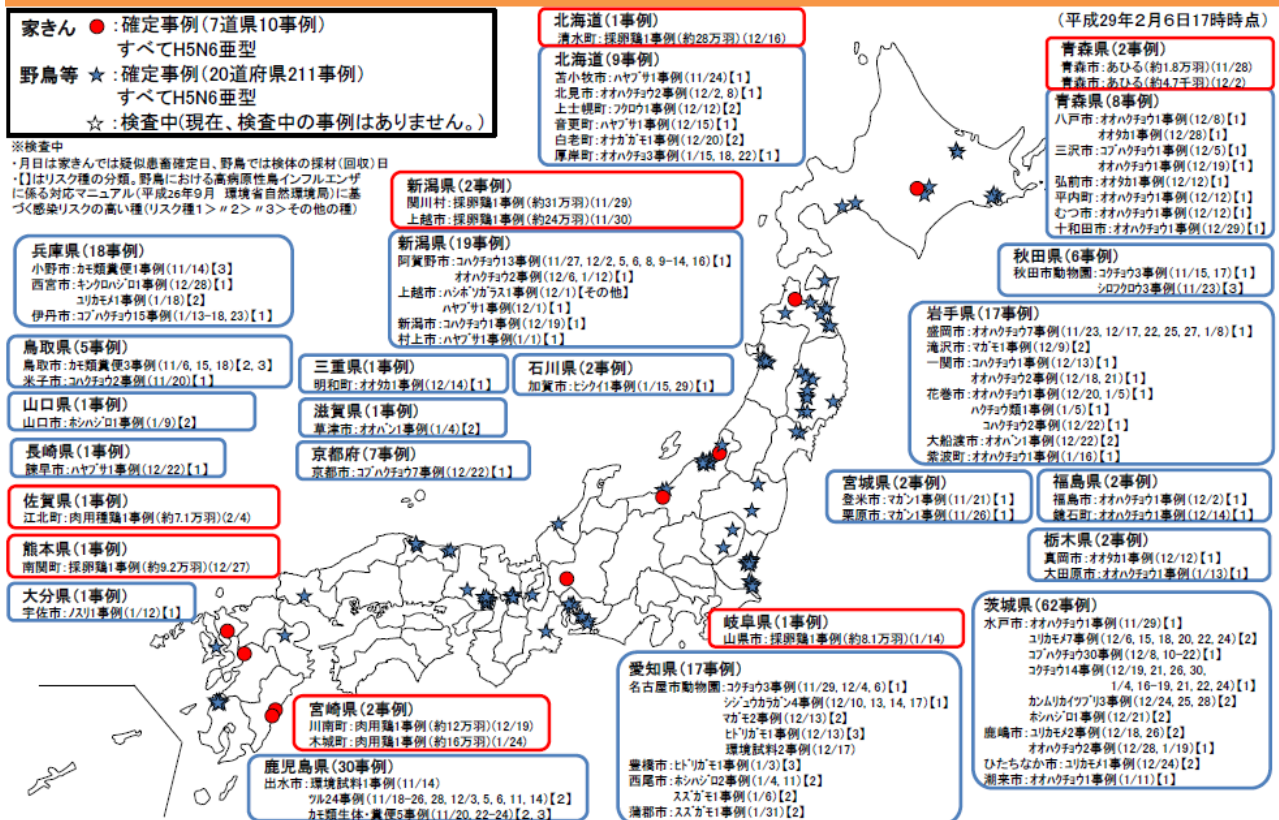 家きん ●：確定事例(7道県10事例)
すべてH5N6亜型
野鳥等 ★：確定事例(20道府県211事例)
すべてH5N6亜型
☆：検査中(現在、検査中の事例はありません。)
※検査中
・月日は家きんでは疑似患畜確定日、野鳥では検体の採材(回収)日
・【】はリスク種の分類。野鳥における高病原性鳥インフルエンザ
に係る対応マニュアル(平成26年9月 環境省自然環境局)に基
づく感染リスクの高い種(リスク種1＞〃2＞〃3＞その他の種)
(平成29年2月6日17時時点)
北海道(1事例)
清水町：採卵鶏1事例(約28万羽)(12/16)
北海道(9事例)
苫小牧市：ハヤブサ1事例(11/24)【1】
北見市：オオハクチョウ2事例(12/2, 8)【1】
上士幌町：フクロウ1事例(12/12)【2】
音更町：ハヤブサ1事例(12/15)【1】
白老町：オナガガモ1事例(12/20)【2】
厚岸町：オオハクチョウ3事例(1/15, 18, 22)【1】
青森県(2事例)
青森市：あひる(約1.8万羽)(11/28)
青森市：あひる(約4.7千羽)(12/2)
青森県(8事例)
八戸市：オオハクチョウ1事例(12/8)【1】
オオタカ1事例(12/28)【1】
三沢市：コブハクチョウ1事例(12/5)【1】
オオハクチョウ1事例(12/19)【1】
弘前市：オオタカ1事例(12/12)【1】
平内町：オオハクチョウ1事例(12/12)【1】
むつ市：オオハクチョウ1事例(12/12)【1】
十和田市：オオハクチョウ1事例(12/29)【1】
新潟県(2事例)
関川村：採卵鶏1事例(約31万羽)(11/29)
上越市：採卵鶏1事例(約24万羽)(11/30)
新潟県(19事例)
阿賀野市：コハクチョウ13事例(11/27, 12/2, 5, 6, 8, 9-14, 16)【1】
オオハクチョウ2事例(12/6, 1/12)【1】
上越市：ハシボソガラス1事例(12/1)【その他】
ハヤブサ1事例(12/1)【1】
新潟市：コハクチョウ1事例(12/19)【1】
村上市：ハヤブサ1事例(1/1)【1】
秋田県(6事例)
秋田市動物園：コクチョウ3事例(11/15, 17)【1】
シロフクロウ3事例(11/23)【3】
兵庫県(18事例)
小野市：カモ類糞便1事例(11/14)【3】
西宮市：キンクロハジロ1事例(12/28)【1】
ユリカモメ1事例(1/18)【2】
伊丹市：コブハクチョウ15事例(1/13-18, 23)【1】
岩手県(17事例)
盛岡市：オオハクチョウ7事例(11/23, 12/17, 22, 25, 27, 1/8)【1】
滝沢市：マガモ1事例(12/9)【2】
一関市：コハクチョウ1事例(12/13)【1】
オオハクチョウ2事例(12/18, 21)【1】
花巻市：オオハクチョウ1事例(12/20, 1/5)【1】
ハクチョウ類1事例(1/5)【1】
コハクチョウ2事例(12/22)【1】
大船渡市：オオバン1事例(12/22)【2】
紫波町：オオハクチョウ1事例(1/16)【1】
鳥取県(5事例)
鳥取市：カモ類糞便3事例(11/6, 15, 18)【2, 3】
米子市：コハクチョウ2事例(11/20)【1】
三重県(1事例)
明和町：オオタカ1事例(12/14)【1】
石川県(2事例)
加賀市：ヒシクイ1事例(1/15, 29)【1】
山口県(1事例)
山口市：ホシハジロ1事例(1/9)【2】
滋賀県(1事例)
草津市：オオバン1事例(1/4)【2】
長崎県(1事例)
諫早市：ハヤブサ1事例(12/22)【1】
京都府(7事例)
京都市：コブハクチョウ7事例(12/22)【1】
宮城県(2事例)
登米市：マガン1事例(11/21)【1】
栗原市：マガン1事例(11/26)【1】
福島県(2事例)
福島市：オオハクチョウ1事例(12/2)【1】
鏡石町：オオハクチョウ1事例(12/14)【1】
佐賀県(1事例)
江北町：肉用種鶏1事例(約7.1万羽)(2/4)
熊本県(1事例)
南関町：採卵鶏1事例(約9.2万羽)(12/27)
栃木県(2事例)
真岡市：オオタカ1事例(12/12)【1】
大田原市：オオハクチョウ1事例(1/13)【1】
大分県(1事例)
宇佐市：ノスリ1事例(1/12)【1】
茨城県(62事例)
水戸市：オオハクチョウ1事例(11/29)【1】
ユリカモメ7事例(12/6, 15, 18, 20, 22, 24)【2】
コブハクチョウ30事例(12/8, 10-22)【1】
コクチョウ14事例(12/19, 21, 26, 30,
1/4, 16-19, 21, 22, 24)【1】
カンムリカイツブリ3事例(12/24, 25, 28)【2】
ホシハジロ1事例(12/21)【2】
鹿嶋市：ユリカモメ2事例(12/18, 26)【2】
オオハクチョウ2事例(12/28, 1/19)【1】
ひたちなか市：ユリカモメ1事例(12/24)【2】
潮来市：オオハクチョウ1事例(1/11)【1】
岐阜県(1事例)
山県市：採卵鶏1事例(約8.1万羽)(1/14)
愛知県(17事例)
名古屋市動物園：コクチョウ3事例(11/29, 12/4, 6)【1】
シジュウカラガン4事例(12/10, 13, 14, 17)【1】
マガモ2事例(12/13)【2】
ヒドリガモ1事例(12/13)【3】
環境試料2事例(12/17)
豊橋市：ヒドリガモ1事例(1/3)【3】
西尾市：ホシハジロ2事例(1/4, 11)【2】
スズガモ1事例(1/6)【2】
蒲郡市：スズガモ1事例(1/31)【2】
宮崎県(2事例)
川南町：肉用鶏1事例(約12万羽)(12/19)
木城町：肉用鶏1事例(約16万羽)(1/24)
鹿児島県(30事例)
出水市：環境試料1事例(11/14)
ツル24事例(11/18-26, 28, 12/3, 5, 6, 11, 14)【2】
カモ類生体・糞便5事例(11/20, 22-24)【2, 3】